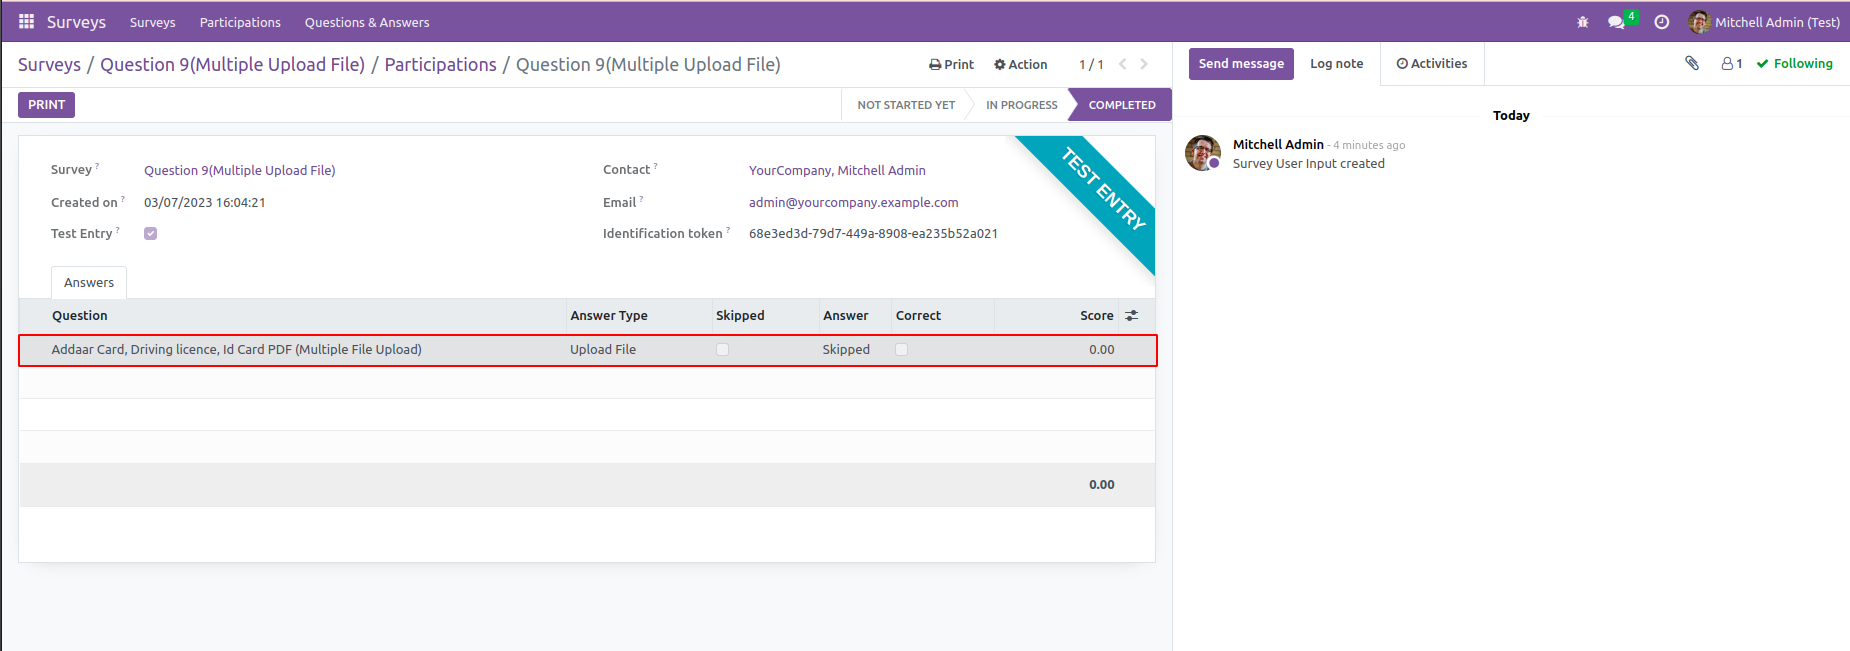 Surveys Surveys Participations Questions & Answers 4 Mitchell Admin (Test)
Surveys / Question 9(Multiple Upload File) / Participations / Question 9(Multiple Upload File) Print Action 1 / 1
Send message Log note Activities 1 Following
PRINT NOT STARTED YET IN PROGRESS COMPLETED
Today
Mitchell Admin - 4 minutes ago
Survey User Input created
TEST ENTRY
Survey ? Question 9(Multiple Upload File) Contact ? YourCompany, Mitchell Admin
Created on ? 03/07/2023 16:04:21 Email ? admin@yourcompany.example.com
Test Entry ? Identification token ? 68e3ed3d-79d7-449a-8908-ea235b52a021
Answers
Question Answer Type Skipped Answer Correct Score
Addaar Card, Driving licence, Id Card PDF (Multiple File Upload) Upload File Skipped 0.00
0.00